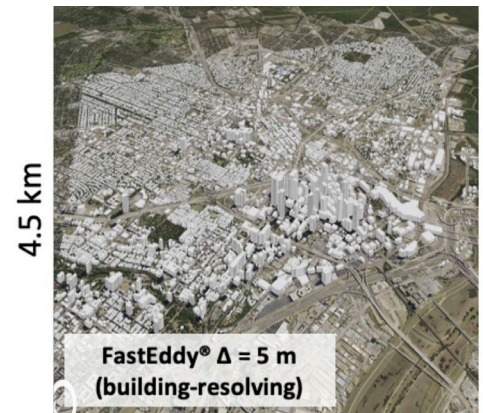 4.5 km
FastEddy® Δ = 5 m
(building-resolving)